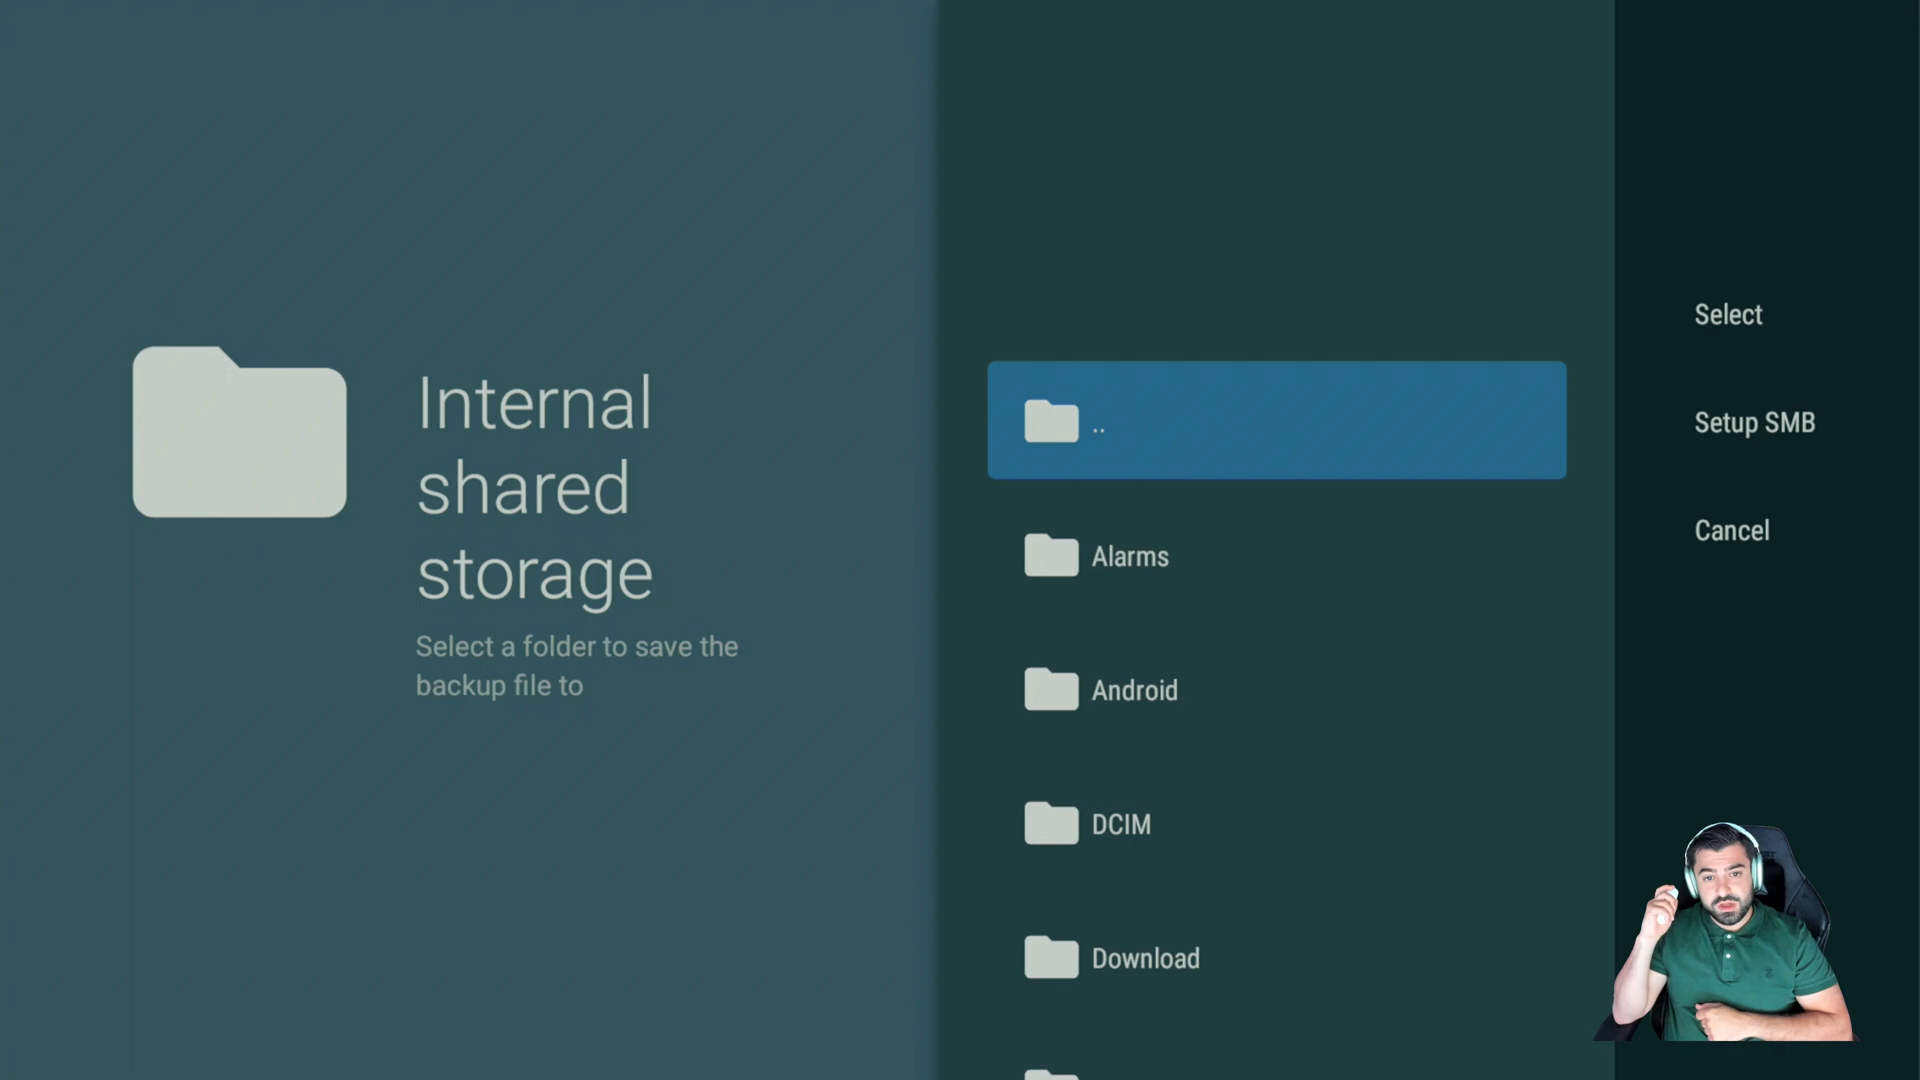 Internal
shared
storage
Select a folder to save the
backup file to
..
Alarms
Android
DCIM
Download
Select
Setup SMB
Cancel